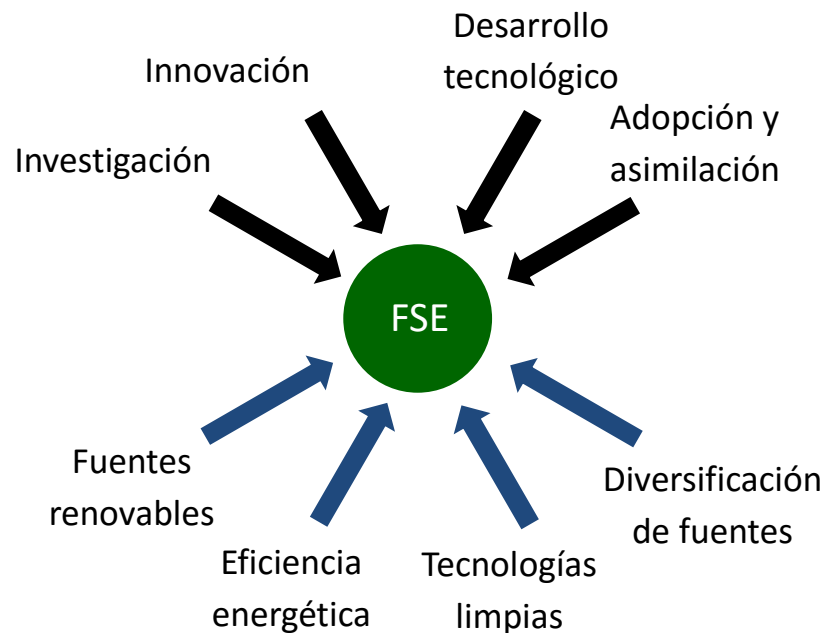 Desarrollo
tecnológico
Innovación
Adopción y
asimilación
Investigación
FSE
Fuentes
renovables
Diversificación
de fuentes
Eficiencia
energética
Tecnologías
limpias